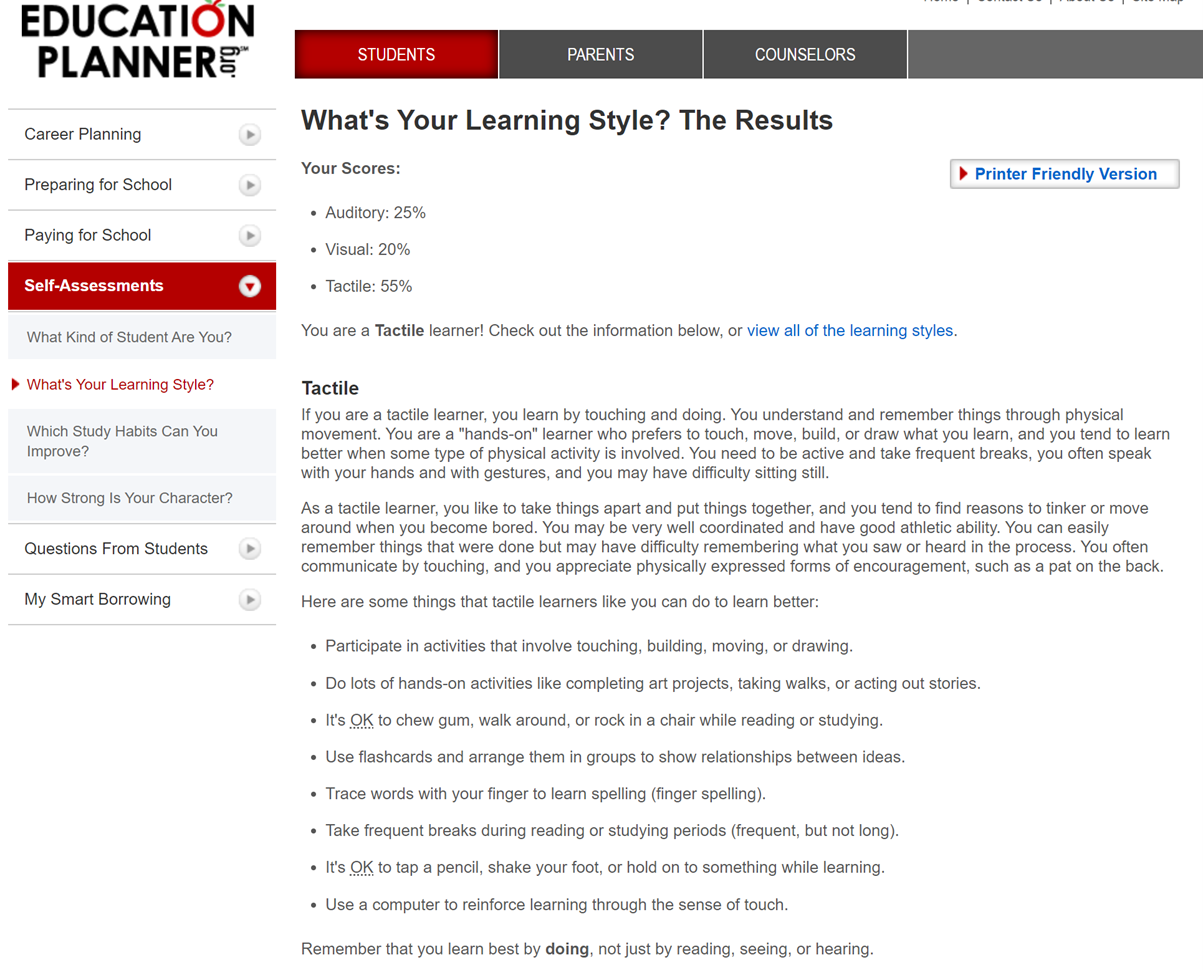 Home | Contact Us | About Us | Site Map
EDUCATION
PLANNER.org
STUDENTS
PARENTS
COUNSELORS
Career Planning
Preparing for School
Paying for School
Self-Assessments
What Kind of Student Are You?
What's Your Learning Style?
Which Study Habits Can You
Improve?
How Strong Is Your Character?
Questions From Students
My Smart Borrowing
What's Your Learning Style? The Results
Your Scores:
Printer Friendly Version
• Auditory: 25%
• Visual: 20%
• Tactile: 55%
You are a Tactile learner! Check out the information below, or view all of the learning styles.
Tactile
If you are a tactile learner, you learn by touching and doing. You understand and remember things through physical
movement. You are a "hands-on" learner who prefers to touch, move, build, or draw what you learn, and you tend to learn
better when some type of physical activity is involved. You need to be active and take frequent breaks, you often speak
with your hands and with gestures, and you may have difficulty sitting still.
As a tactile learner, you like to take things apart and put things together, and you tend to find reasons to tinker or move
around when you become bored. You may be very well coordinated and have good athletic ability. You can easily
remember things that were done but may have difficulty remembering what you saw or heard in the process. You often
communicate by touching, and you appreciate physically expressed forms of encouragement, such as a pat on the back.
Here are some things that tactile learners like you can do to learn better:
• Participate in activities that involve touching, building, moving, or drawing.
• Do lots of hands-on activities like completing art projects, taking walks, or acting out stories.
• It's OK to chew gum, walk around, or rock in a chair while reading or studying.
• Use flashcards and arrange them in groups to show relationships between ideas.
• Trace words with your finger to learn spelling (finger spelling).
• Take frequent breaks during reading or studying periods (frequent, but not long).
• It's OK to tap a pencil, shake your foot, or hold on to something while learning.
• Use a computer to reinforce learning through the sense of touch.
Remember that you learn best by doing, not just by reading, seeing, or hearing.